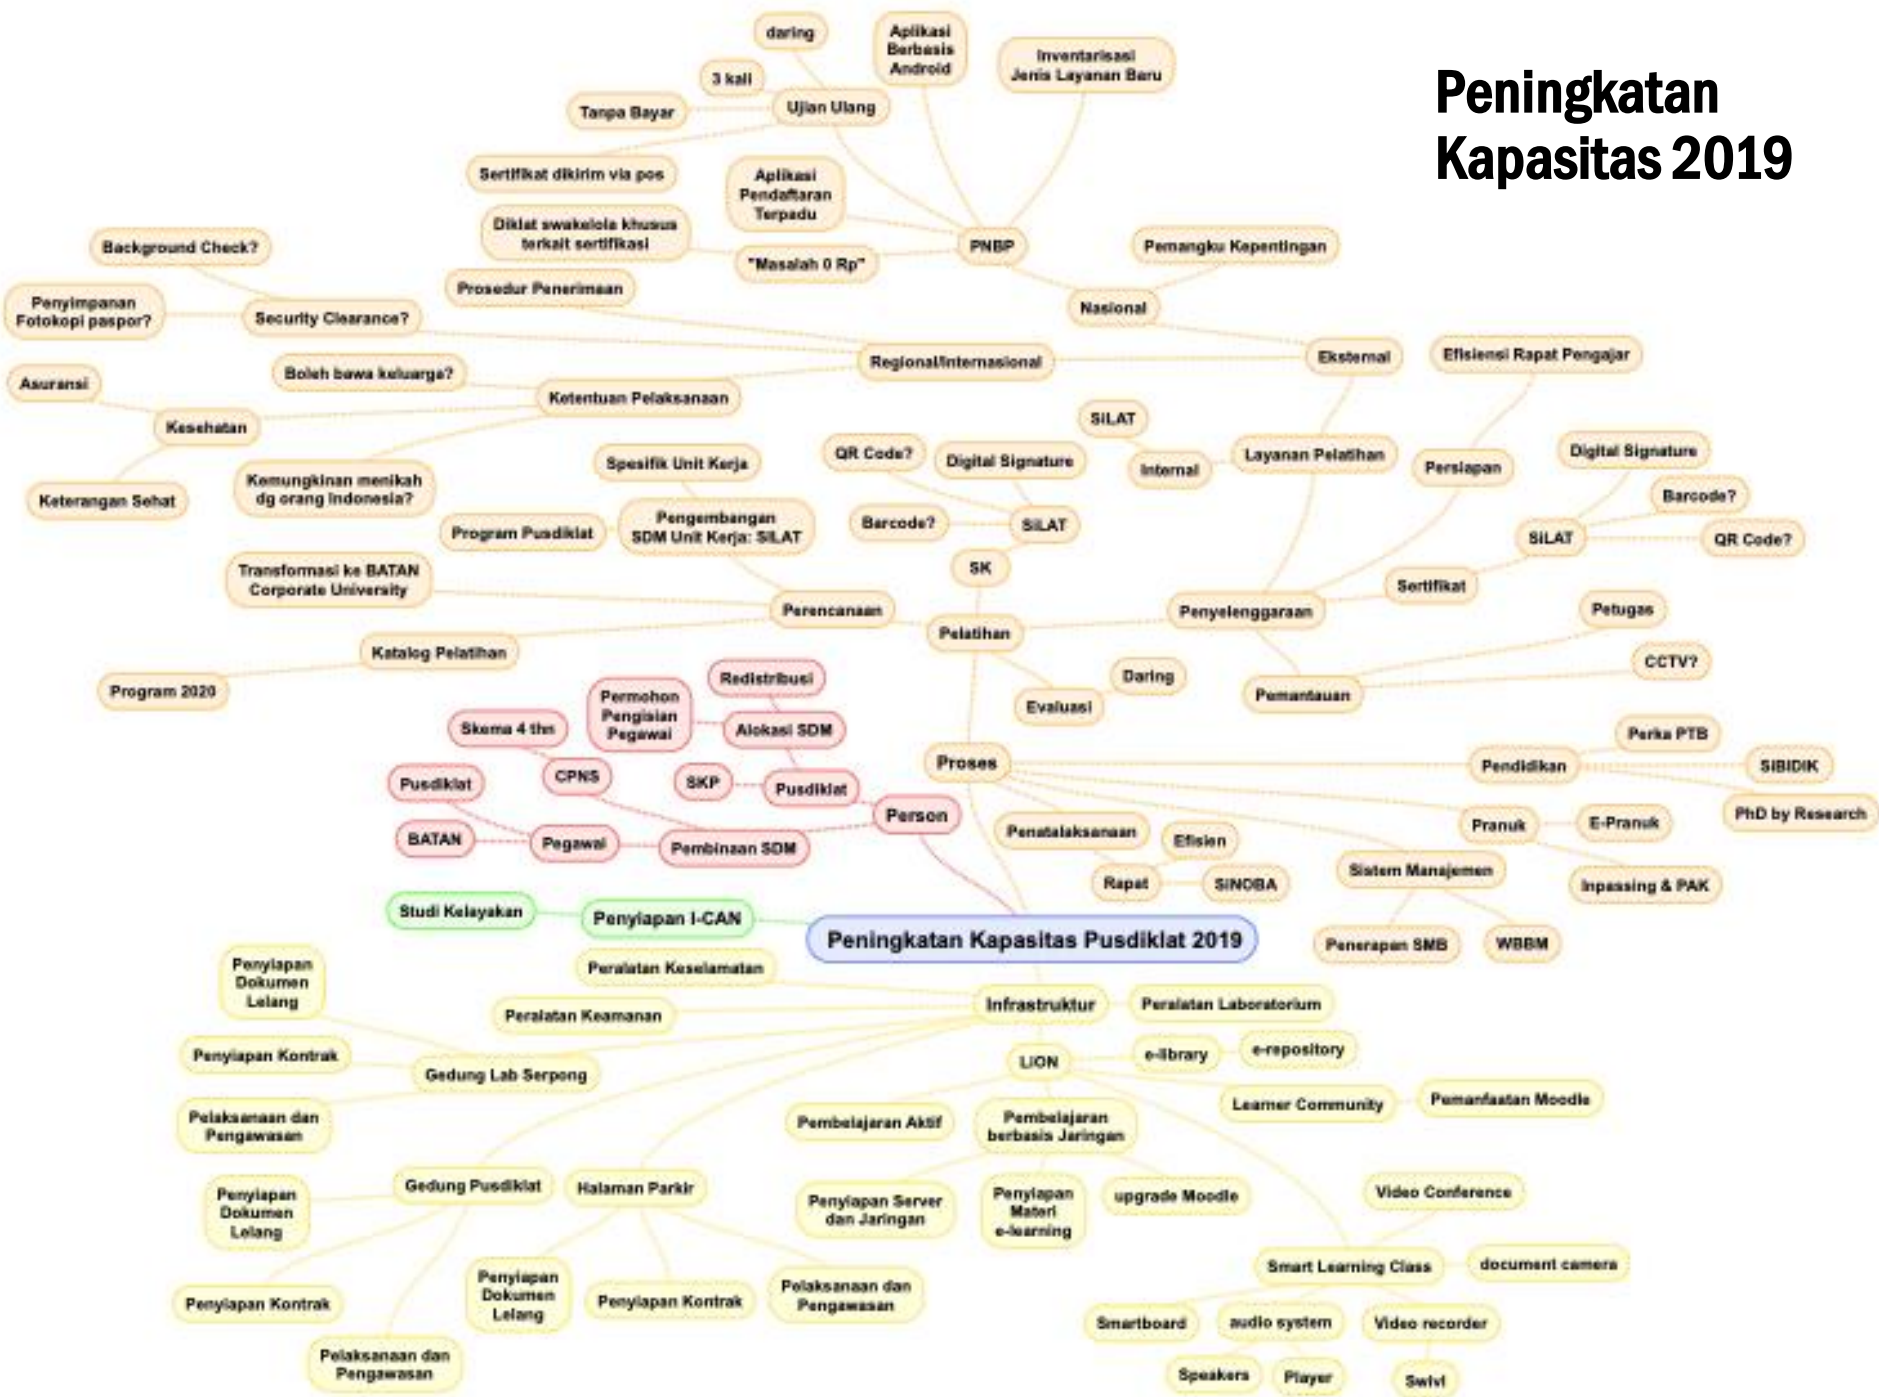 Peningkatan
Kapasitas 2019
daring
Aplikasi
Berbasis
Android
Inventarisasi
Jenis Layanan Baru
3 kali
Ujian Ulang
Tanpa Bayar
Sertifikat dikirim via pos
Aplikasi
Pendaftaran
Terpadu
Diklat swakelola khusus
terkait sertifikasi
"Masalah 0 Rp"
PNBP
Pemangku Kepentingan
Nasional
Background Check?
Prosedur Penerimaan
Penyimpanan
Fotokopi paspor?
Security Clearance?
Regional/Internasional
Eksternal
Efisiensi Rapat Pengajar
Boleh bawa keluarga?
Asuransi
Ketentuan Pelaksanaan
Kesehatan
Keterangan Sehat
Kemungkinan menikah
dg orang Indonesia?
SiLAT
Internal
Layanan Pelatihan
Persiapan
Spesifik Unit Kerja
QR Code?
Digital Signature
Digital Signature
Barcode?
QR Code?
SiLAT
Sertifikat
Program Pusdiklat
Pengembangan
SDM Unit Kerja: SiLAT
Barcode?
SiLAT
SK
Transformasi ke BATAN
Corporate University
Perencanaan
Pelatihan
Penyelenggaraan
Petugas
CCTV?
Pemantauan
Katalog Pelatihan
Program 2020
Evaluasi
Daring
Redistribusi
Permohon
Pengisian
Pegawai
Alokasi SDM
Skema 4 thn
CPNS
SKP
Pusdiklat
Pusdiklat
BATAN
Pegawai
Pembinaan SDM
Person
Proses
Pendidikan
Perka PTB
SiBIDIK
PhD by Research
Pranuk
E-Pranuk
Inpassing & PAK
Penatalaksanaan
Efisien
Rapat
SiNOBA
Sistem Manajemen
Penerapan SMB
WBBM
Studi Kelayakan
Penyiapan I-CAN
Peningkatan Kapasitas Pusdiklat 2019
Peralatan Keselamatan
Peralatan Keamanan
Infrastruktur
Peralatan Laboratorium
Penyiapan
Dokumen
Lelang
Penyiapan Kontrak
Gedung Lab Serpong
Pelaksanaan dan
Pengawasan
LiON
e-library
e-repository
Learner Community
Pemanfaatan Moodle
Pembelajaran Aktif
Pembelajaran
berbasis Jaringan
Penyiapan Server
dan Jaringan
Penyiapan
Materi
e-learning
upgrade Moodle
Gedung Pusdiklat
Halaman Parkir
Penyiapan
Dokumen
Lelang
Penyiapan Kontrak
Pelaksanaan dan
Pengawasan
Penyiapan
Dokumen
Lelang
Penyiapan Kontrak
Pelaksanaan dan
Pengawasan
Video Conference
Smart Learning Class
document camera
Smartboard
audio system
Video recorder
Speakers
Player
Swivl